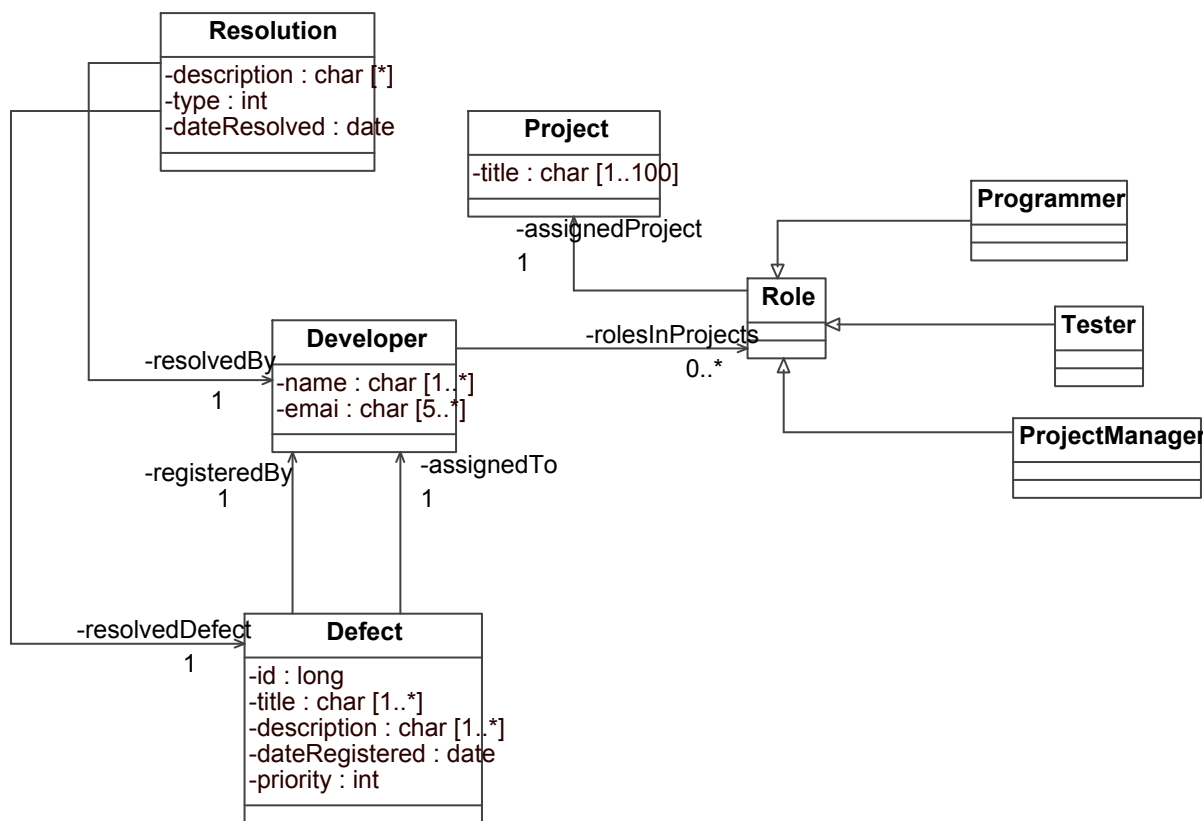 Resolution
-description : char [*]
-type : int
-dateResolved : date
Project
-title : char [1..100]
-assignedProject
1
Programmer
Role
Tester
ProjectManager
Developer
-name : char [1..*]
-emai : char [5..*]
-rolesInProjects
0..*
-resolvedBy
1
-registeredBy
1
-assignedTo
1
-resolvedDefect
1
Defect
-id : long
-title : char [1..*]
-description : char [1..*]
-dateRegistered : date
-priority : int